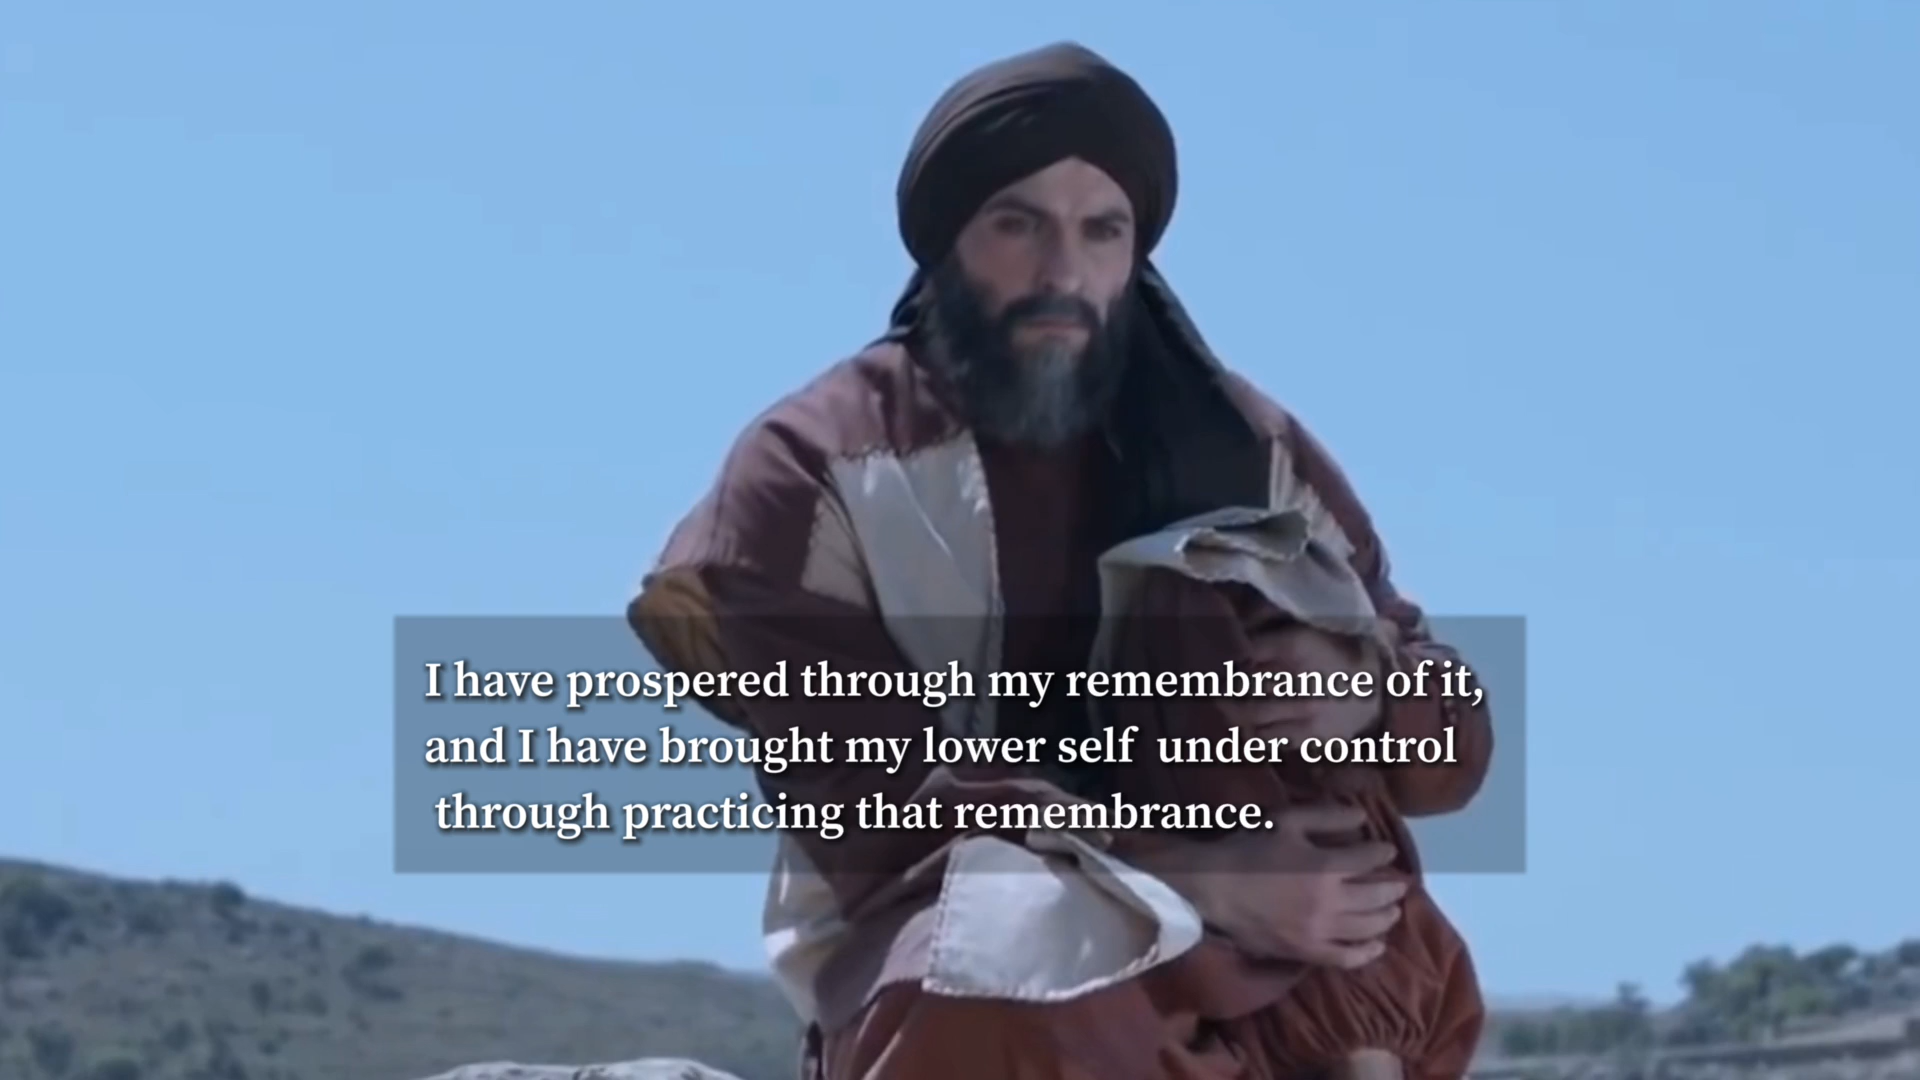 I have prospered through my remembrance of it,
and I have brought my lower self under control
through practicing that remembrance.